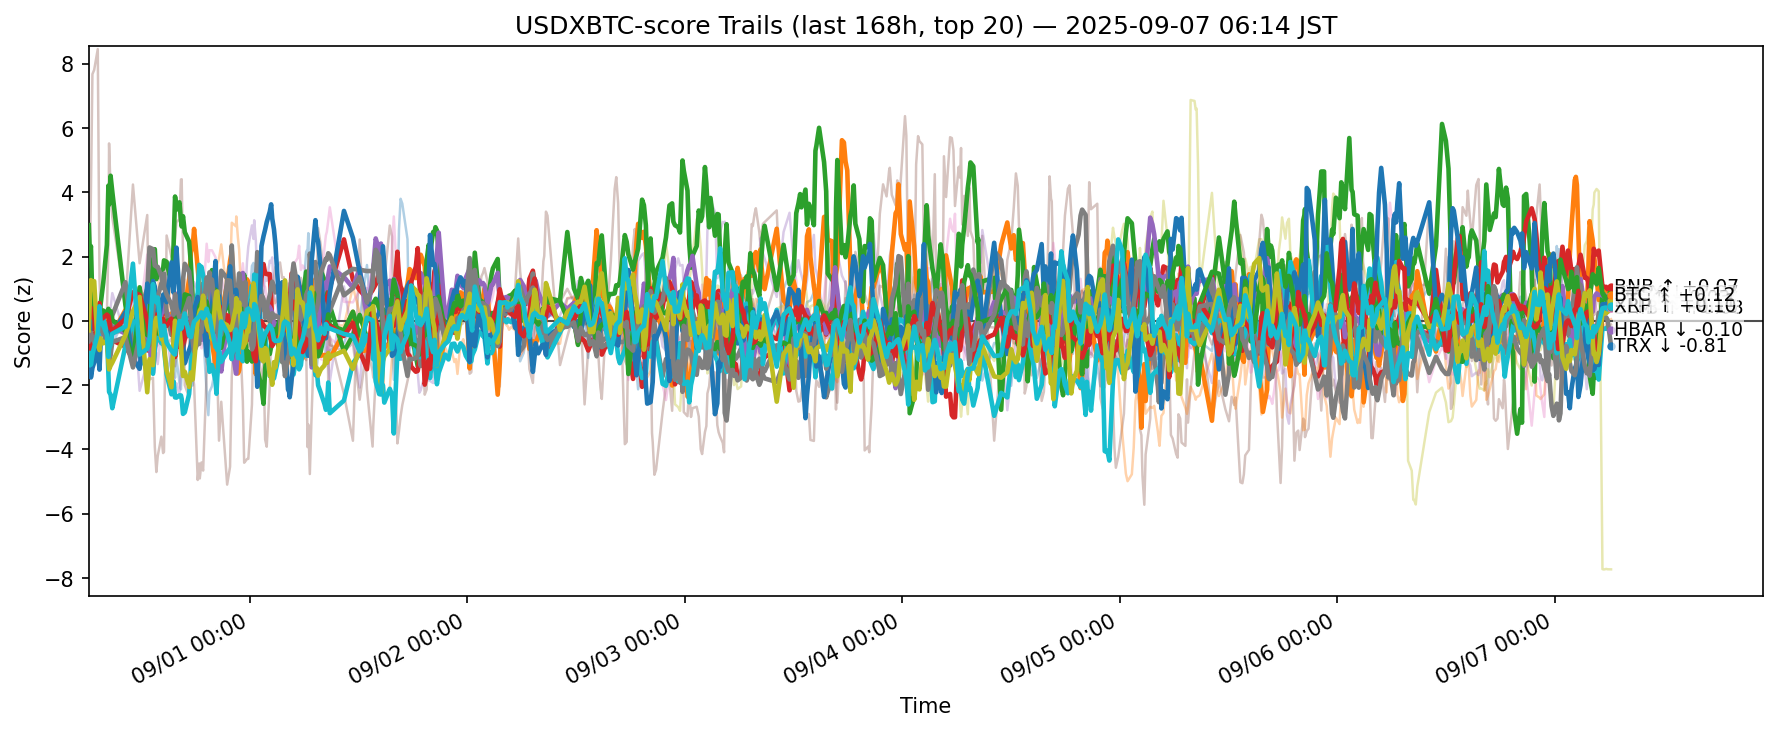 USDXBTC-score Trails (last 168h, top 20) — 2025-09-07 06:14 JST
Score (z)
8
6
4
2
0
−2
−4
−6
−8
BTC ↑ +0.12
HBAR ↓ -0.10
TRX ↓ -0.81
09/01 00:00
09/02 00:00
09/03 00:00
09/04 00:00
09/05 00:00
09/06 00:00
09/07 00:00
Time